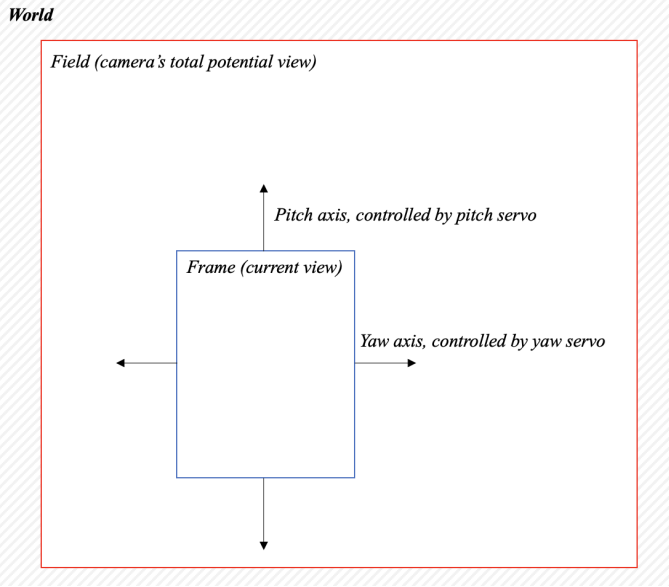 World
Field (camera's total potential view)
Pitch axis, controlled by pitch servo
Frame (current view)
Yaw axis, controlled by yaw servo